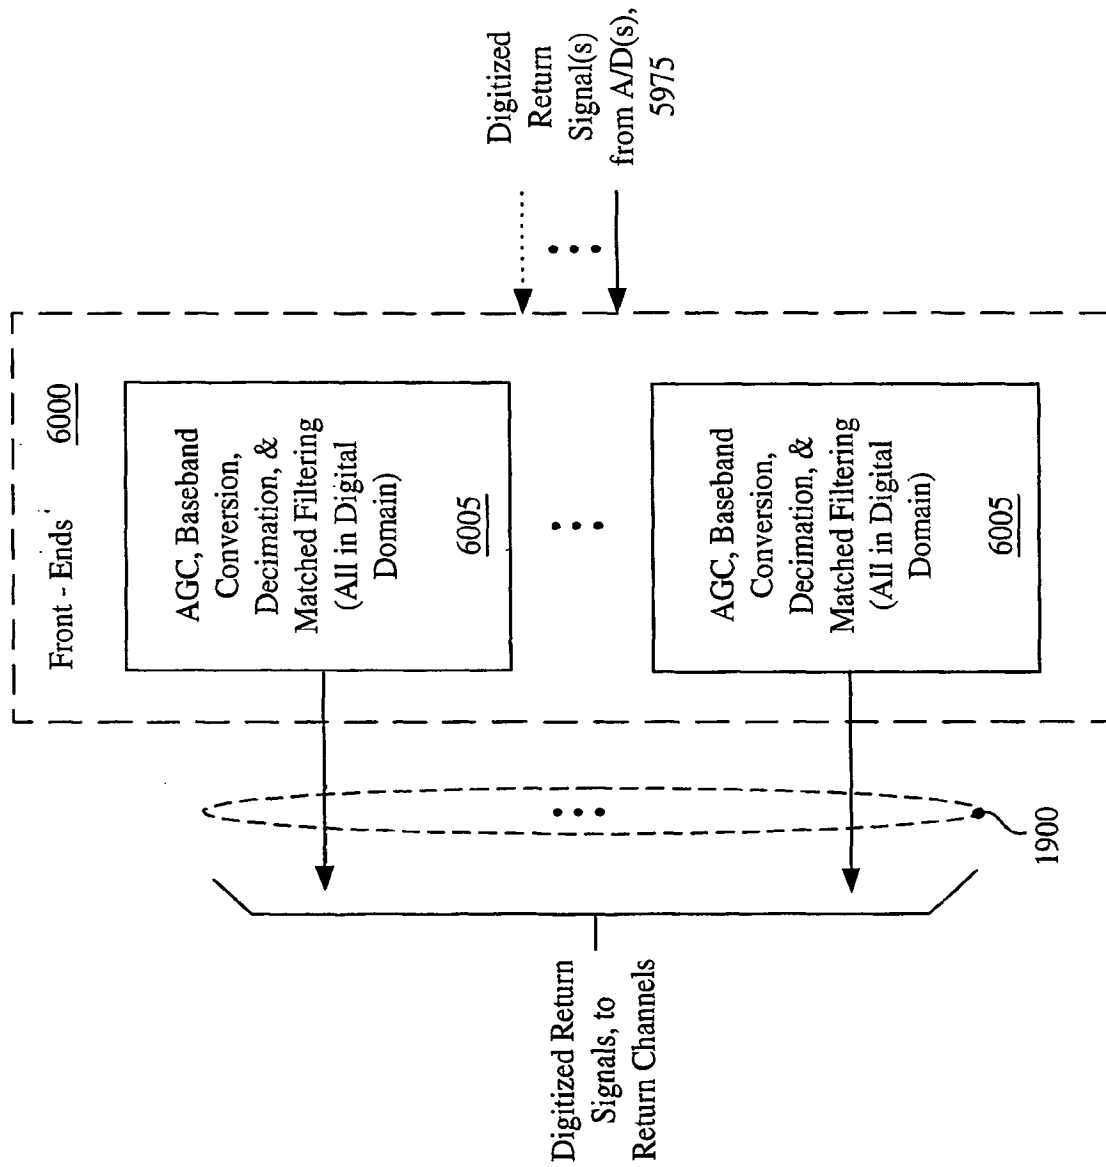 Front - Ends
6000
AGC, Baseband
Conversion,
Decimation, &
Matched Filtering
(All in Digital
Domain)
6005
AGC, Baseband
Conversion,
Decimation, &
Matched Filtering
(All in Digital
Domain)
6005
Digitized
Return
Signal(s)
from A/D(s),
5975
1900
Digitized Return
Signals, to
Return Channels